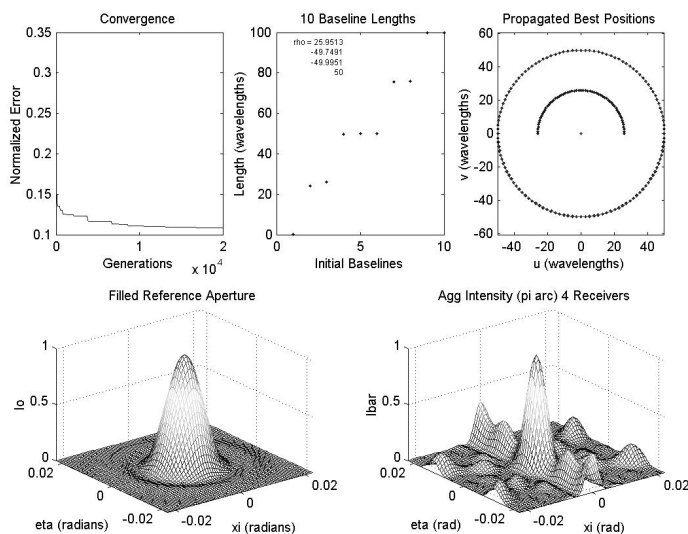 Convergence
0.35
0.3
0.25
0.2
0.15
0.1
0
1
2
x 10^4
Normalized Error
Generations
10 Baseline Lengths
rho = 25.9513
-49.7491
-49.9951
50
100
80
60
40
20
0
0
5
10
Length (wavelengths)
Initial Baselines
Propagated Best Positions
60
40
20
0
-20
-40
-60
-40
-20
0
20
40
v (wavelengths)
u (wavelengths)
Filled Reference Aperture
1
0.5
0
Io
0.02
0
-0.02
eta (radians)
-0.02
0
0.02
xi (radians)
Agg Intensity (pi arc) 4 Receivers
1
0.5
0
Ibar
0.02
0
-0.02
eta (rad)
-0.02
0
0.02
xi (rad)